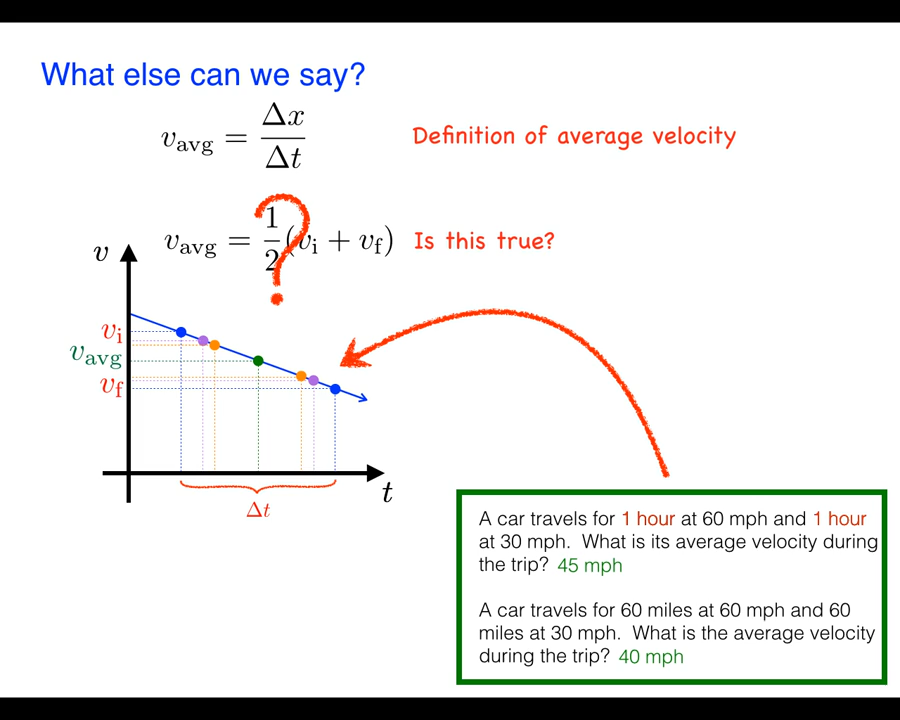 What else can we say?
v_avg = Δx/Δt
Definition of average velocity
v_avg = 1/2(v_i + v_f)
?
Is this true?
v
v_i
v_avg
v_f
t
Δt
A car travels for 1 hour at 60 mph and 1 hour
at 30 mph. What is its average velocity during
the trip? 45 mph
A car travels for 60 miles at 60 mph and 60
miles at 30 mph. What is the average velocity
during the trip? 40 mph